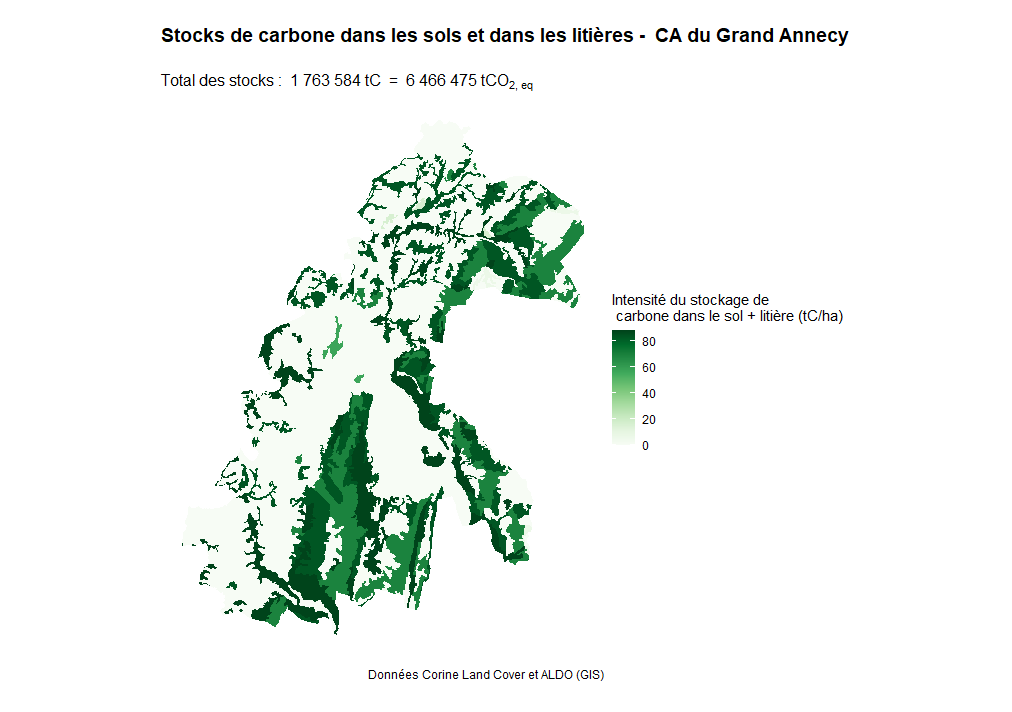 Stocks de carbone dans les sols et dans les litières - CA du Grand Annecy
Total des stocks : 1 763 584 tC = 6 466 475 tCO2, eq
Intensité du stockage de
carbone dans le sol + litière (tC/ha)
80
60
40
20
0
Données Corine Land Cover et ALDO (GIS)